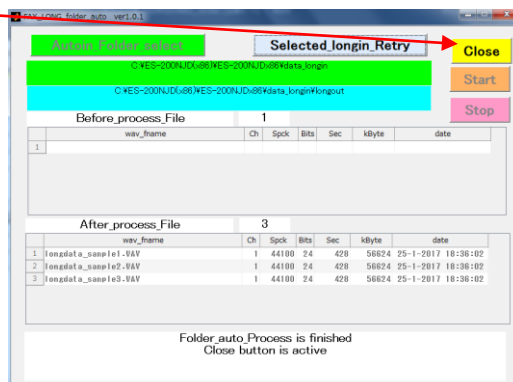 FAX_LONG_folder_auto ver1.0.1
Autoin_Folder select
Selected_longin_Retry
Close
C:¥ES-200NJD(x86)¥ES-200NJDx86¥data_longin
Start
C:¥ES-200NJD(x86)¥ES-200NJDx86¥data_longin¥longout
Stop
Before_process_File 1
wav_fname Ch Spck Bits Sec kByte date
1
After_process_File 3
wav_fname Ch Spck Bits Sec kByte date
1 longdata_sample1.WAV 1 44100 24 428 56624 25-1-2017 18:36:02
2 longdata_sample2.WAV 1 44100 24 428 56624 25-1-2017 18:36:02
3 longdata_sample3.WAV 1 44100 24 428 56624 25-1-2017 18:36:02
Folder_auto_Process is finished
Close button is active